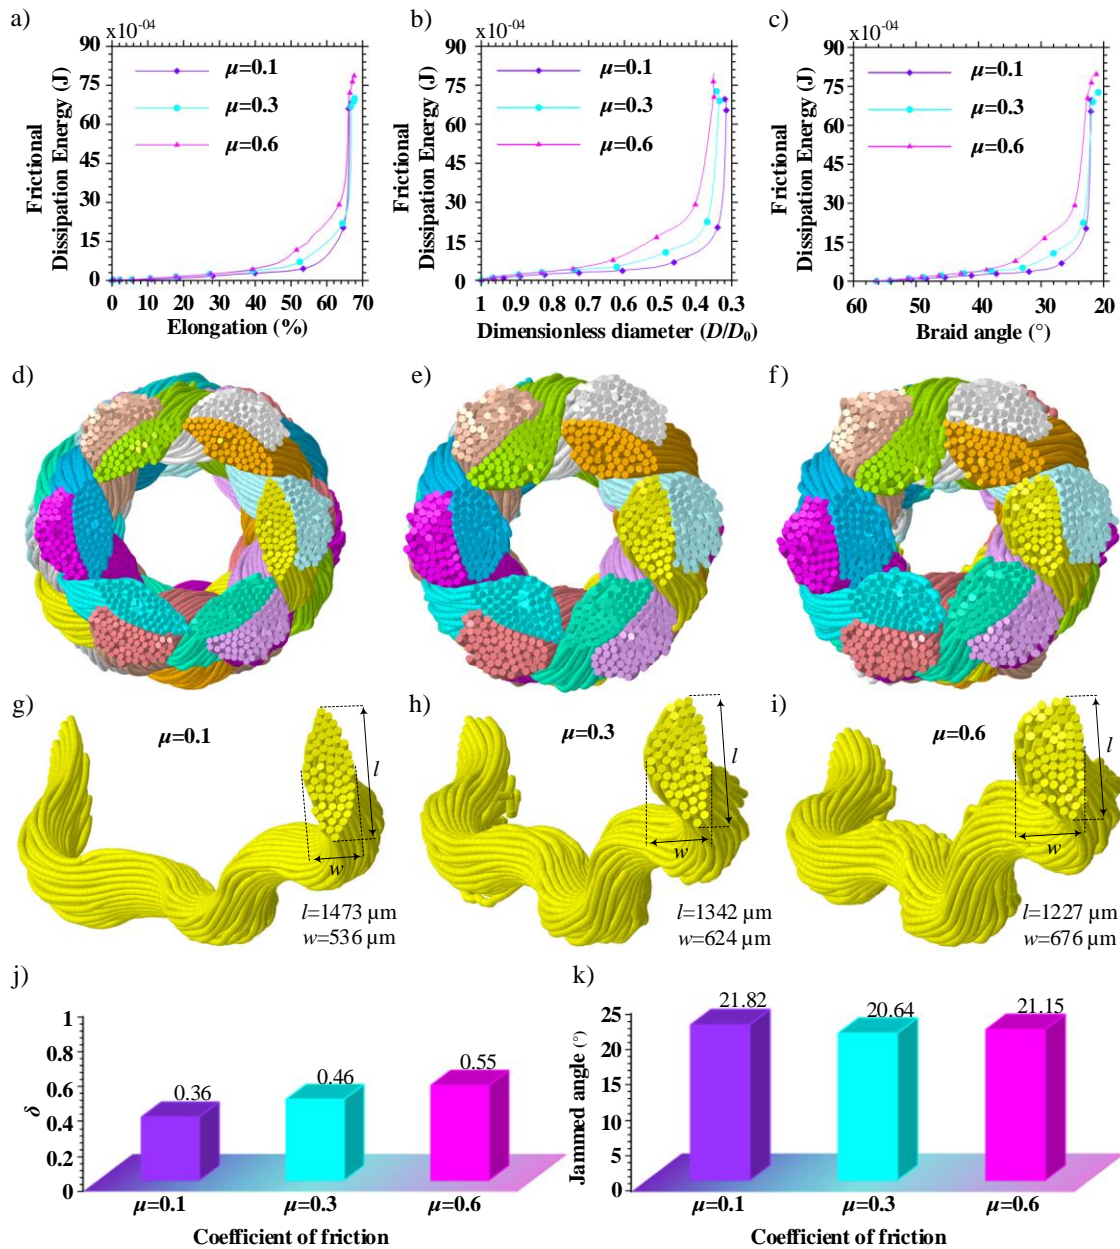 a)
x10⁻⁰⁴
90
75
60
45
30
15
0
0 10 20 30 40 50 60 70
Frictional
Dissipation Energy (J)
Elongation (%)
μ=0.1
μ=0.3
μ=0.6
b)
x10⁻⁰⁴
90
75
60
45
30
15
0
1 0.9 0.8 0.7 0.6 0.5 0.4 0.3
Frictional
Dissipation Energy (J)
Dimensionless diameter (D/D₀)
μ=0.1
μ=0.3
μ=0.6
c)
x10⁻⁰⁴
90
75
60
45
30
15
0
60 50 40 30 20
Frictional
Dissipation Energy (J)
Braid angle (°)
μ=0.1
μ=0.3
μ=0.6
d)
e)
f)
g)
μ=0.1
l
w
l=1473 μm
w=536 μm
h)
μ=0.3
l
w
l=1342 μm
w=624 μm
i)
μ=0.6
l
w
l=1227 μm
w=676 μm
j)
1
0.8
0.6
0.4
0.2
0
δ
0.36
0.46
0.55
μ=0.1 μ=0.3 μ=0.6
Coefficient of friction
k)
25
20
15
10
5
0
Jammed angle (°)
21.82
20.64
21.15
μ=0.1 μ=0.3 μ=0.6
Coefficient of friction